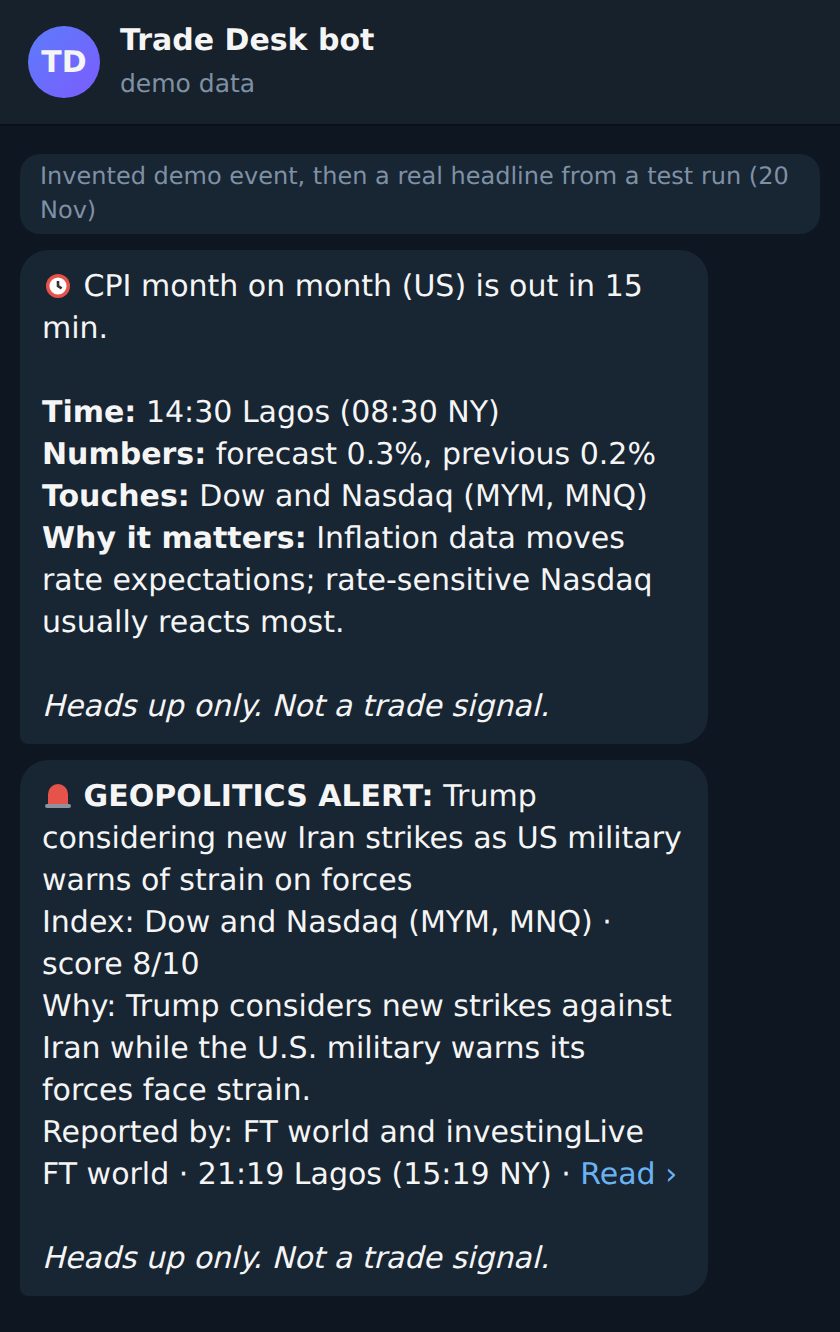 TD
Trade Desk bot
demo data
Invented demo event, then a real headline from a test run (20
Nov)
CPI month on month (US) is out in 15
min.
Time: 14:30 Lagos (08:30 NY)
Numbers: forecast 0.3%, previous 0.2%
Touches: Dow and Nasdaq (MYM, MNQ)
Why it matters: Inflation data moves
rate expectations; rate-sensitive Nasdaq
usually reacts most.
Heads up only. Not a trade signal.
GEOPOLITICS ALERT: Trump
considering new Iran strikes as US military
warns of strain on forces
Index: Dow and Nasdaq (MYM, MNQ) ·
score 8/10
Why: Trump considers new strikes against
Iran while the U.S. military warns its
forces face strain.
Reported by: FT world and investingLive
FT world · 21:19 Lagos (15:19 NY) · Read ›
Heads up only. Not a trade signal.